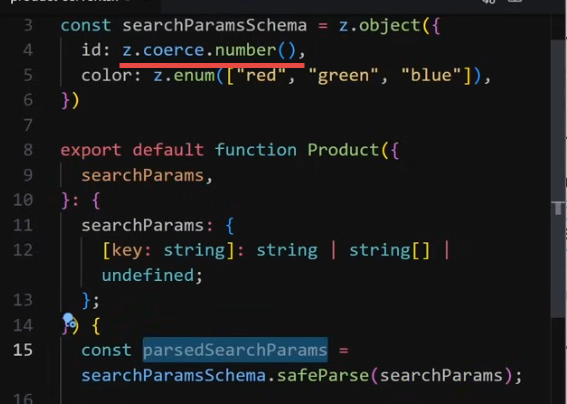 3 const searchParamsSchema = z.object({
4 id: z.coerce.number(),
5 color: z.enum(["red", "green", "blue"]),
6 })
7
8 export default function Product({
9 searchParams,
10 }: {
11 searchParams: {
12 [key: string]: string | string[] |
undefined;
13 };
14 }) {
15 const parsedSearchParams =
searchParamsSchema.safeParse(searchParams);
16